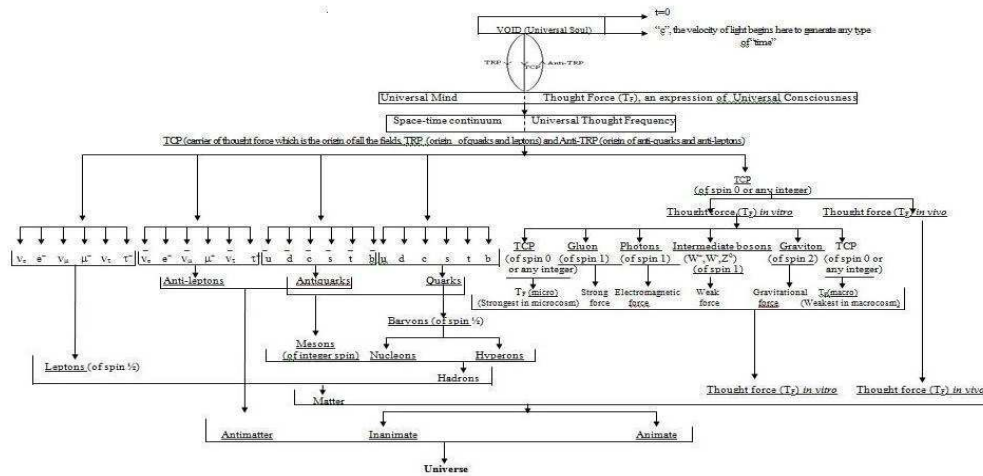 t=0
VOID (Universal Soul)
"c", the velocity of light begins here to generate any type
of "time"
TRP TCP Anti-TRP
Universal Mind Thought Force (TF), an expression of Universal Consciousness
Space-time continuum Universal Thought Frequency
TCP (carrier of thought force which is the origin of all the fields, TRP (origin of quarks and leptons) and Anti-TRP (origin of anti-quarks and anti-leptons)
TCP
(of spin 0 or any integer)
Thought force (TF) in vitro Thought force (TF) in vivo
νe e⁻ νμ μ⁻ ντ τ⁻ ν̅e e⁺ ν̅μ μ⁺ ν̅τ τ⁺ u̅ d̅ c̅ s̅ t̅ b̅ u d c s t b
TCP Gluon Photons Intermediate bosons Graviton TCP
(of spin 0 (of spin 1) (of spin 1) (W⁺, W⁻, Z⁰) (of spin 2) (of spin 0 or
or any integer) (of spin 1) any integer)
Anti-leptons Antiquarks Quarks
TF (micro) Strong Electromagnetic Weak Gravitational TF (macro)
(Strongest in microcosm) force force force force (Weakest in macrocosm)
Baryons (of spin ½)
Mesons
(of integer spin) Nucleons Hyperons
Leptons (of spin ½)
Hadrons
Thought force (TF) in vitro Thought force (TF) in vivo
Matter
Antimatter Inanimate Animate
Universe